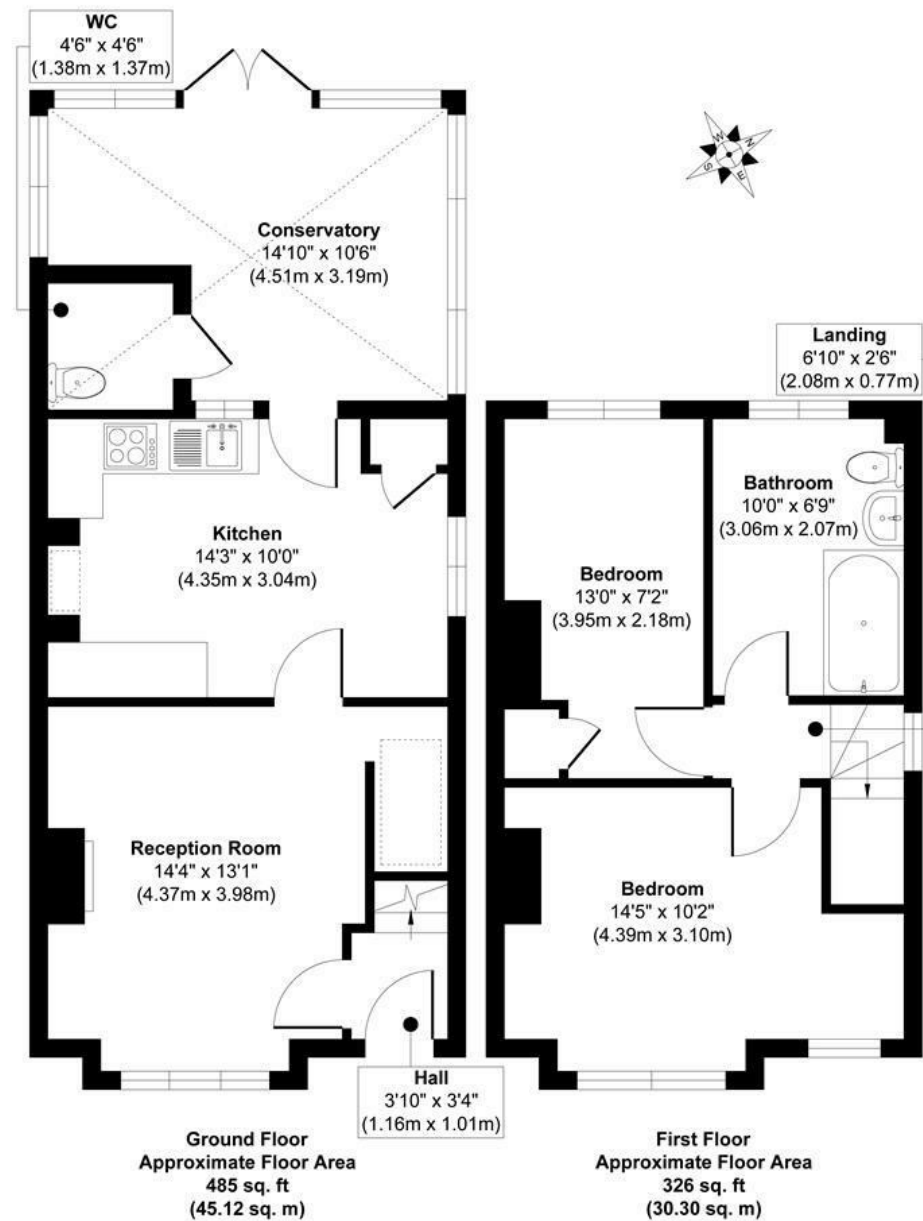 WC
4'6" x 4'6"
(1.38m x 1.37m)
W
N
S
E
Conservatory
14'10" x 10'6"
(4.51m x 3.19m)
Landing
6'10" x 2'6"
(2.08m x 0.77m)
Kitchen
14'3" x 10'0"
(4.35m x 3.04m)
Bathroom
10'0" x 6'9"
(3.06m x 2.07m)
Bedroom
13'0" x 7'2"
(3.95m x 2.18m)
Reception Room
14'4" x 13'1"
(4.37m x 3.98m)
Bedroom
14'5" x 10'2"
(4.39m x 3.10m)
Hall
3'10" x 3'4"
(1.16m x 1.01m)
Ground Floor
Approximate Floor Area
485 sq. ft
(45.12 sq. m)
First Floor
Approximate Floor Area
326 sq. ft
(30.30 sq. m)